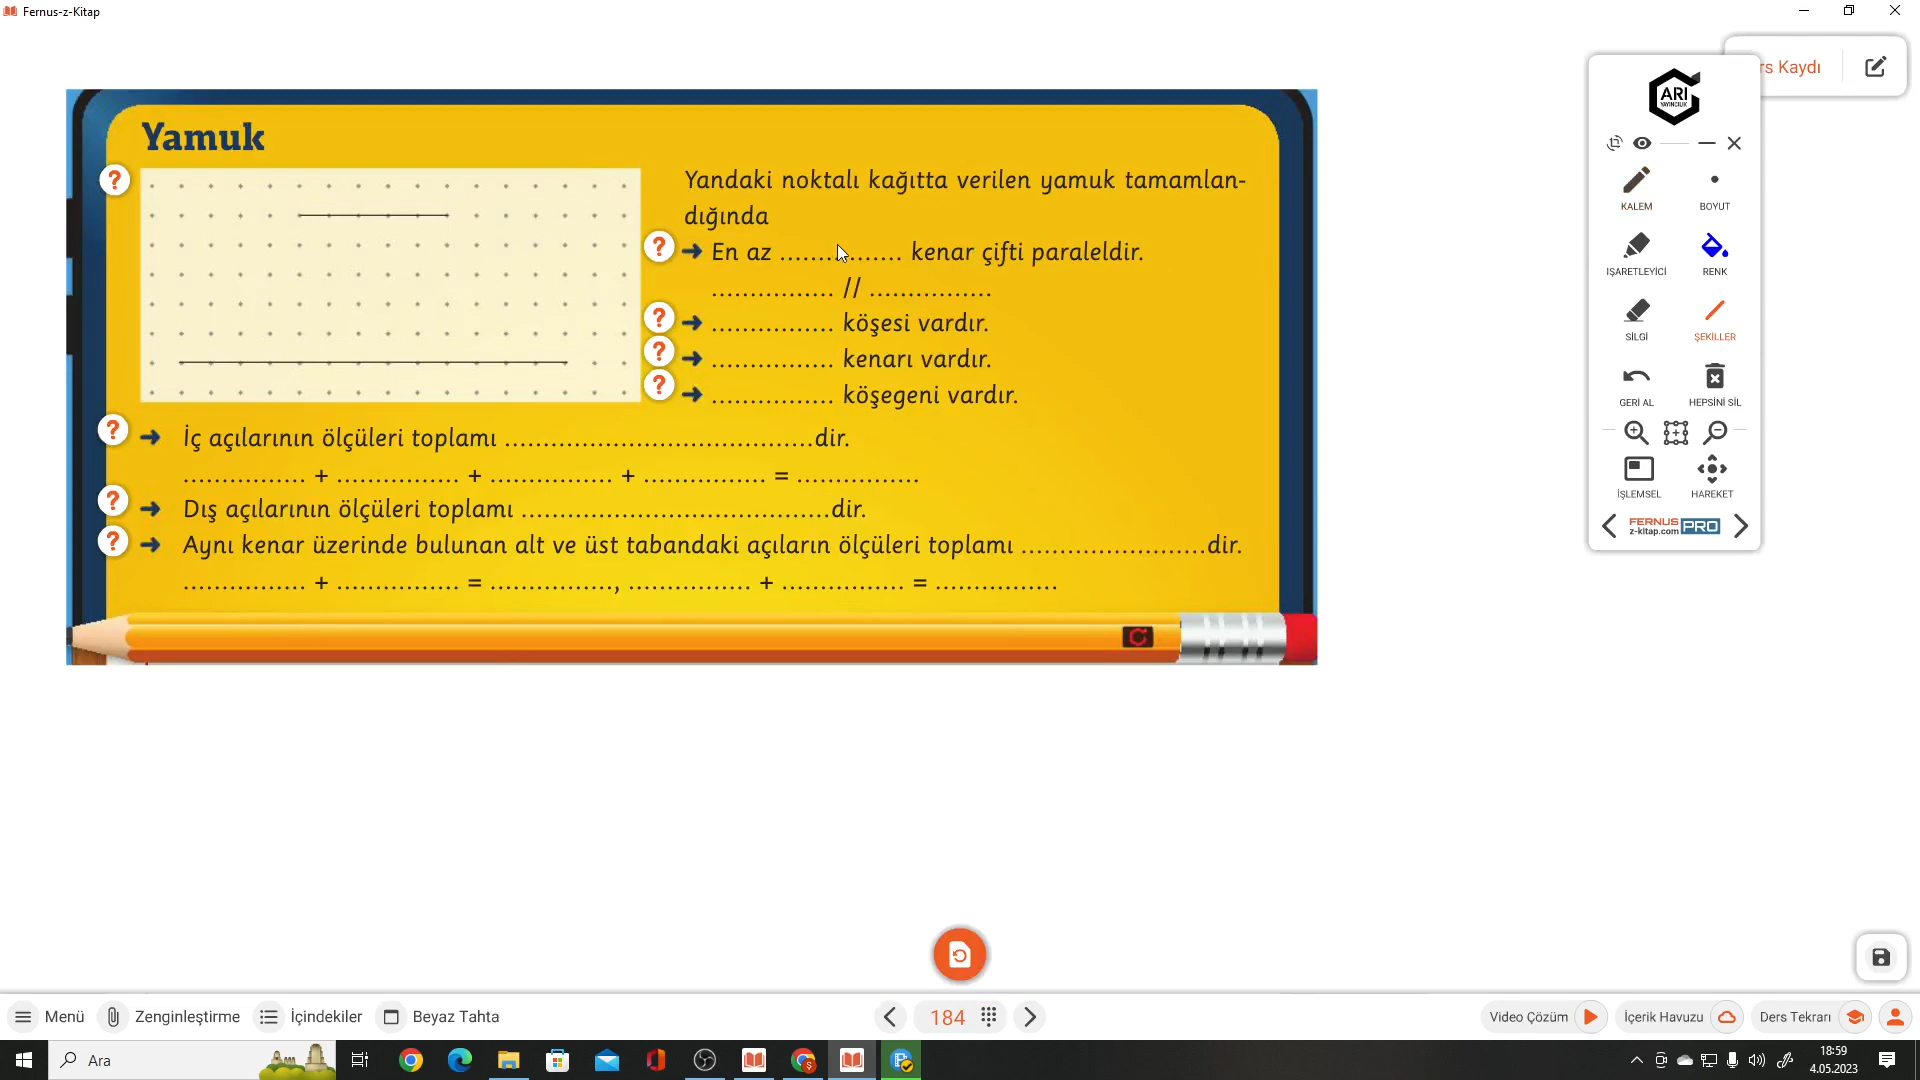 Fernus-z-Kitap
rs Kaydı
ARI
YAYINCILIK
Yamuk
Yandaki noktalı kağıtta verilen yamuk tamamlan-
dığında
En az ................ kenar çifti paraleldir.
................ // ................
................ köşesi vardır.
................ kenarı vardır.
................ köşegeni vardır.
İç açılarının ölçüleri toplamı ........................................dir.
................ + ................ + ................ + ................ = ................
Dış açılarının ölçüleri toplamı ........................................dir.
Aynı kenar üzerinde bulunan alt ve üst tabandaki açıların ölçüleri toplamı ........................dir.
................ + ................ = ................, ................ + ................ = ................
KALEM BOYUT
İŞARETLEYİCİ RENK
SİLGİ ŞEKİLLER
GERİ AL HEPSİNİ SİL
İŞLEMSEL HAREKET
FERNUS PRO
z-kitap.com
Menü Zenginleştirme İçindekiler Beyaz Tahta 184 Video Çözüm İçerik Havuzu Ders Tekrarı
Ara
18:59
4.05.2023